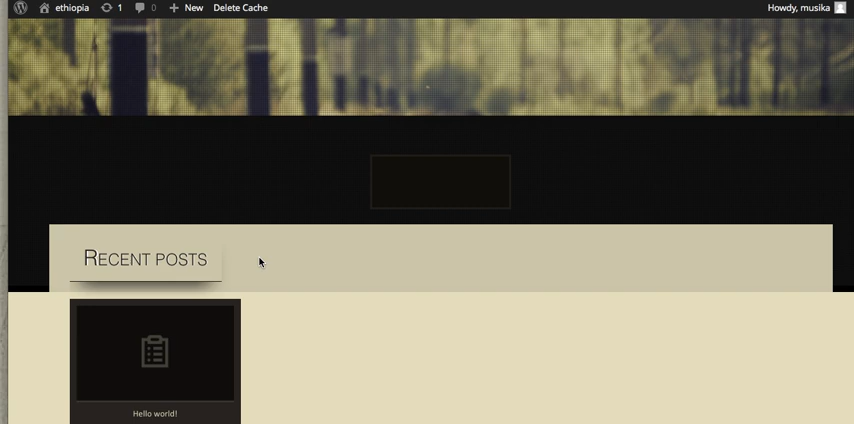 ethiopia 1 0 New Delete Cache Howdy, musika
RECENT POSTS
Hello world!